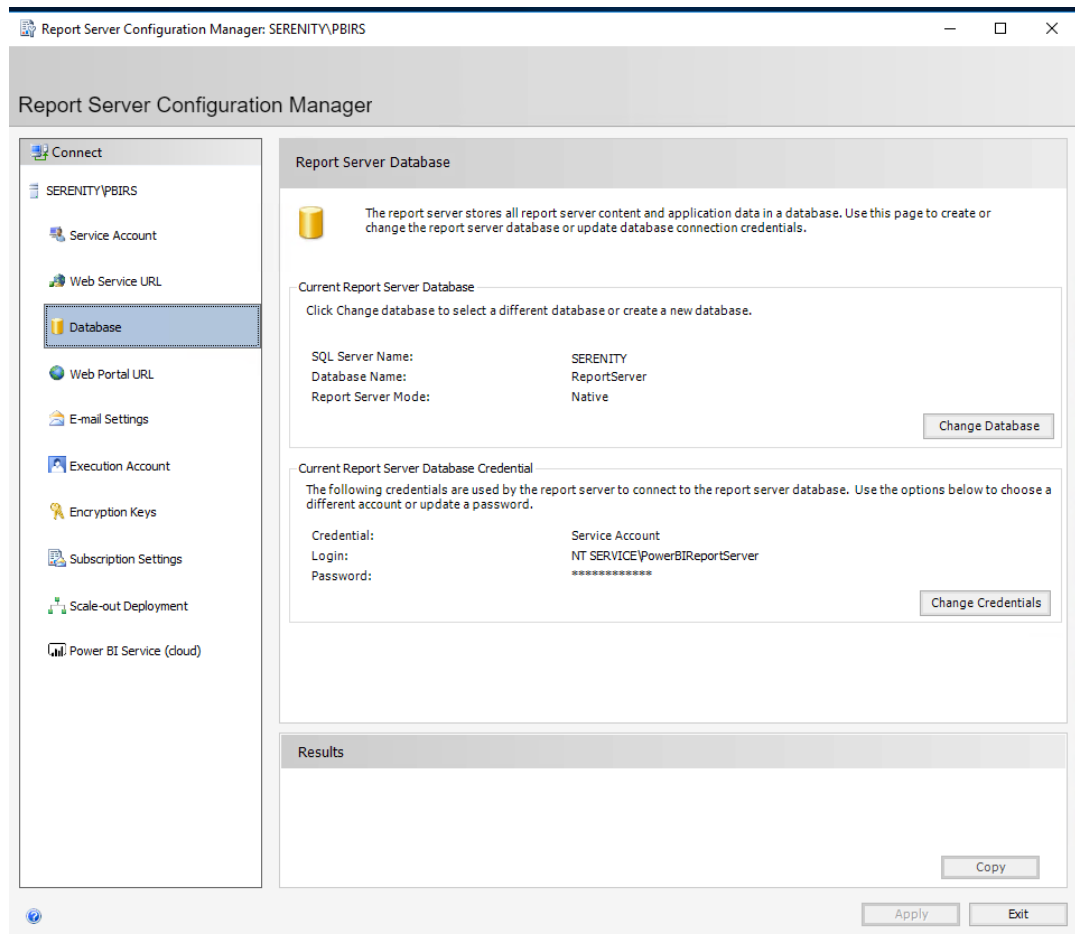 Report Server Configuration Manager: SERENITY\PBIRS
Report Server Configuration Manager
Connect
SERENITY\PBIRS
Service Account
Web Service URL
Database
Web Portal URL
E-mail Settings
Execution Account
Encryption Keys
Subscription Settings
Scale-out Deployment
Power BI Service (cloud)
Report Server Database
The report server stores all report server content and application data in a database. Use this page to create or
change the report server database or update database connection credentials.
Current Report Server Database
Click Change database to select a different database or create a new database.
SQL Server Name: SERENITY
Database Name: ReportServer
Report Server Mode: Native
Change Database
Current Report Server Database Credential
The following credentials are used by the report server to connect to the report server database. Use the options below to choose a
different account or update a password.
Credential: Service Account
Login: NT SERVICE\PowerBIReportServer
Password: ************
Change Credentials
Results
Copy
Apply Exit